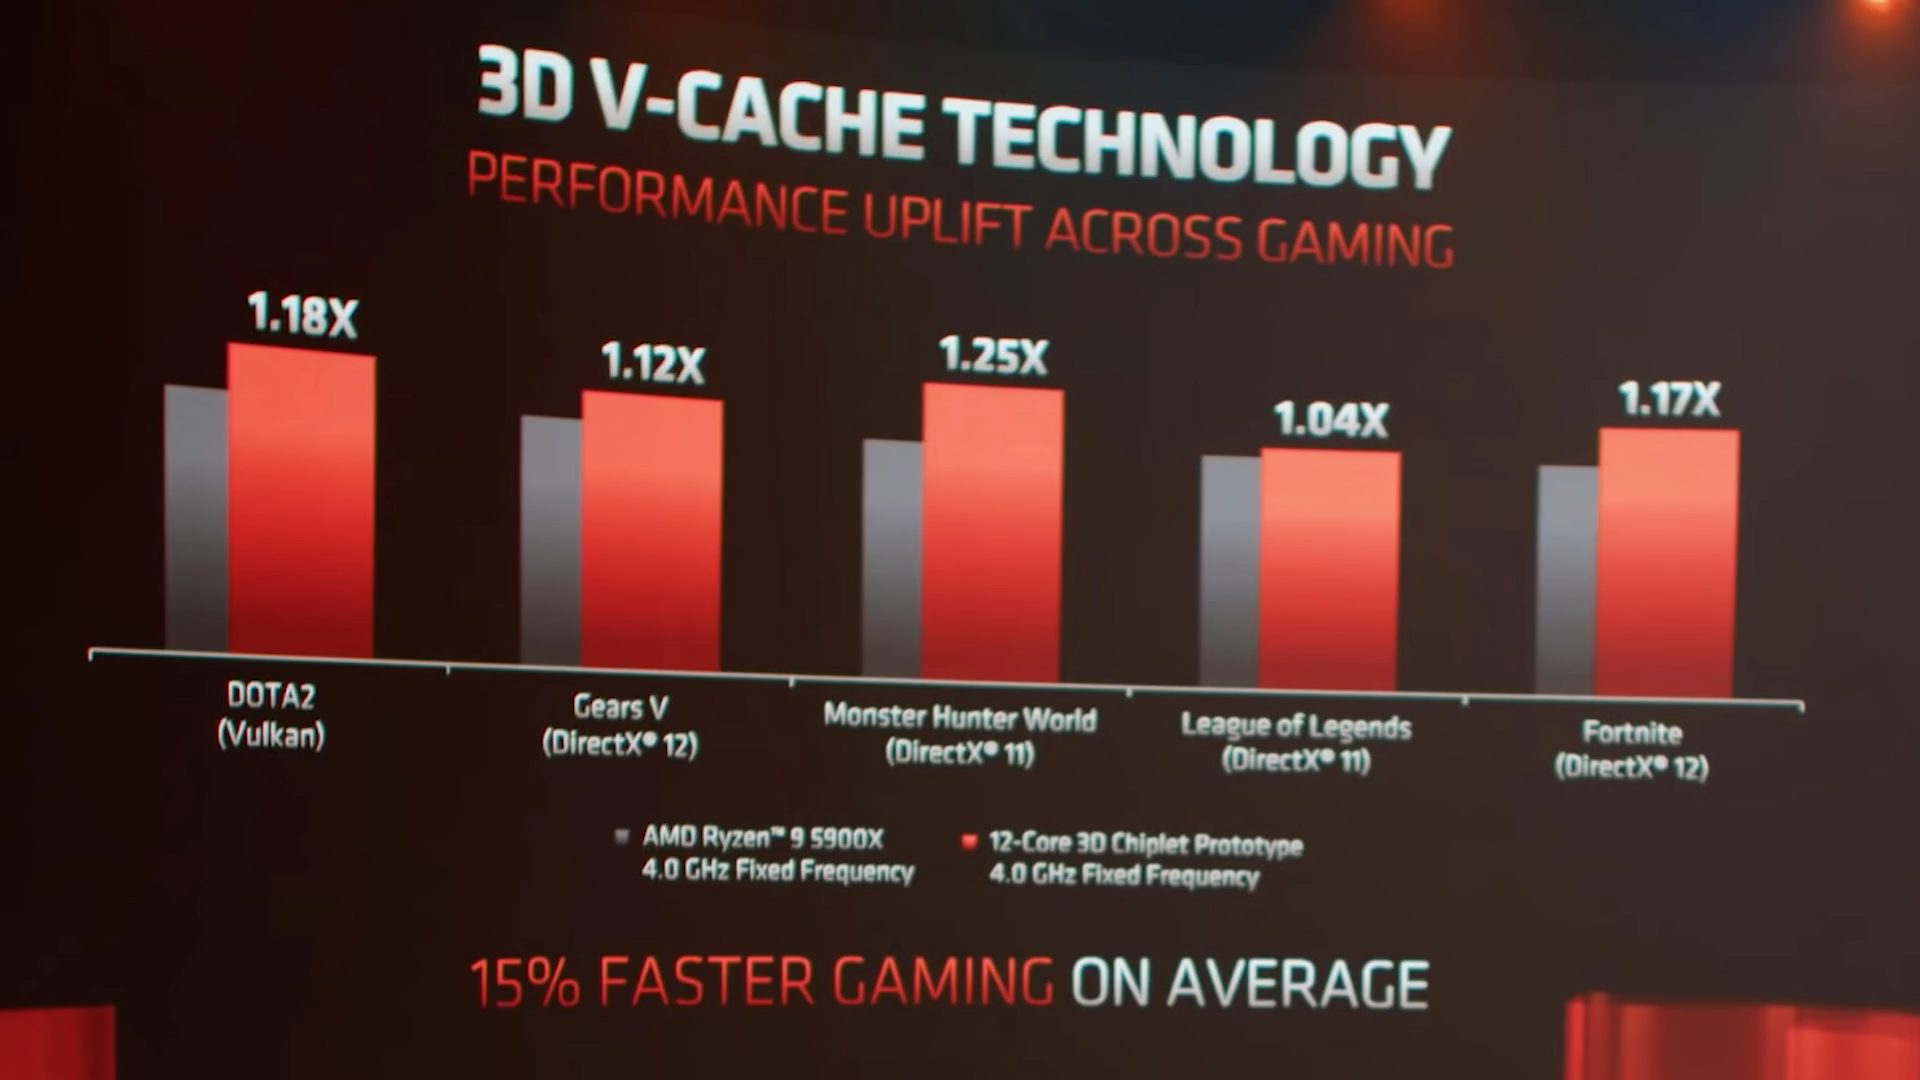 3D V-CACHE TECHNOLOGY
PERFORMANCE UPLIFT ACROSS GAMING
1.18X
1.12X
1.25X
1.04X
1.17X
DOTA2
(Vulkan)
Gears V
(DirectX® 12)
Monster Hunter World
(DirectX® 11)
League of Legends
(DirectX® 11)
Fortnite
(DirectX® 12)
AMD Ryzen™ 9 5900X
4.0 GHz Fixed Frequency
12-Core 3D Chiplet Prototype
4.0 GHz Fixed Frequency
15% FASTER GAMING ON AVERAGE